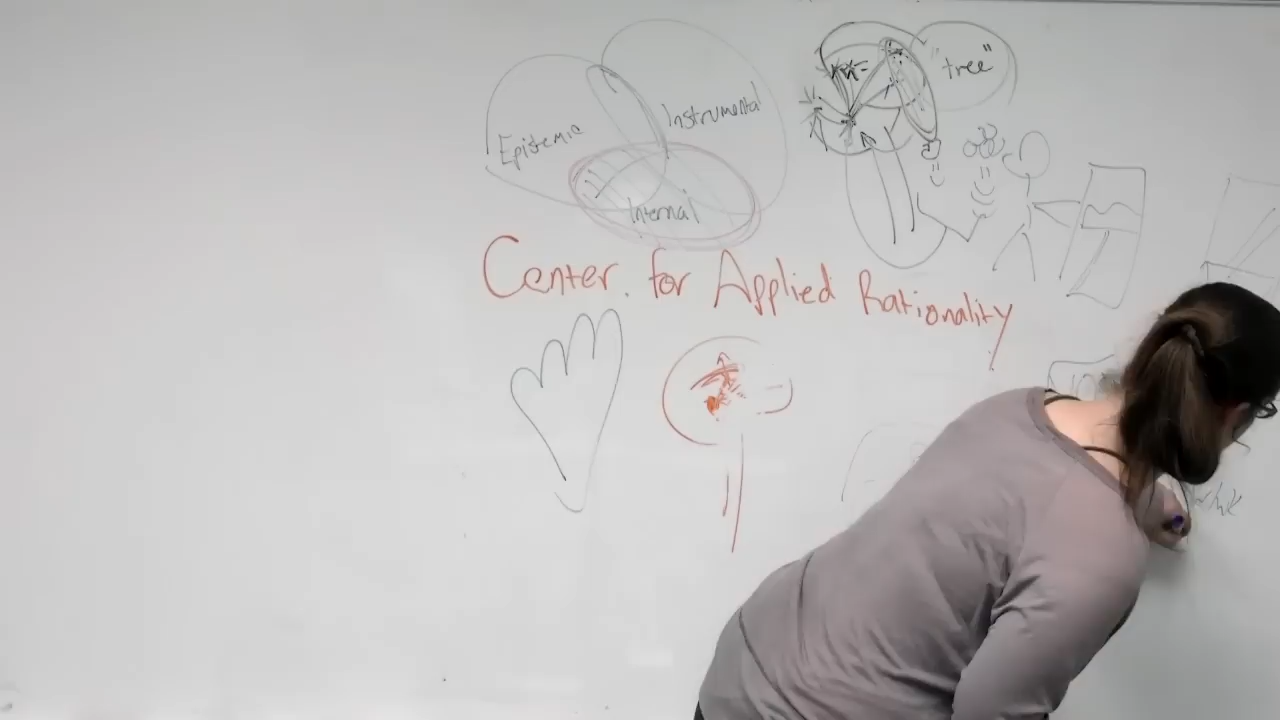 Epistemic
Instrumental
"tree"
Internal
Center for Applied Rationality